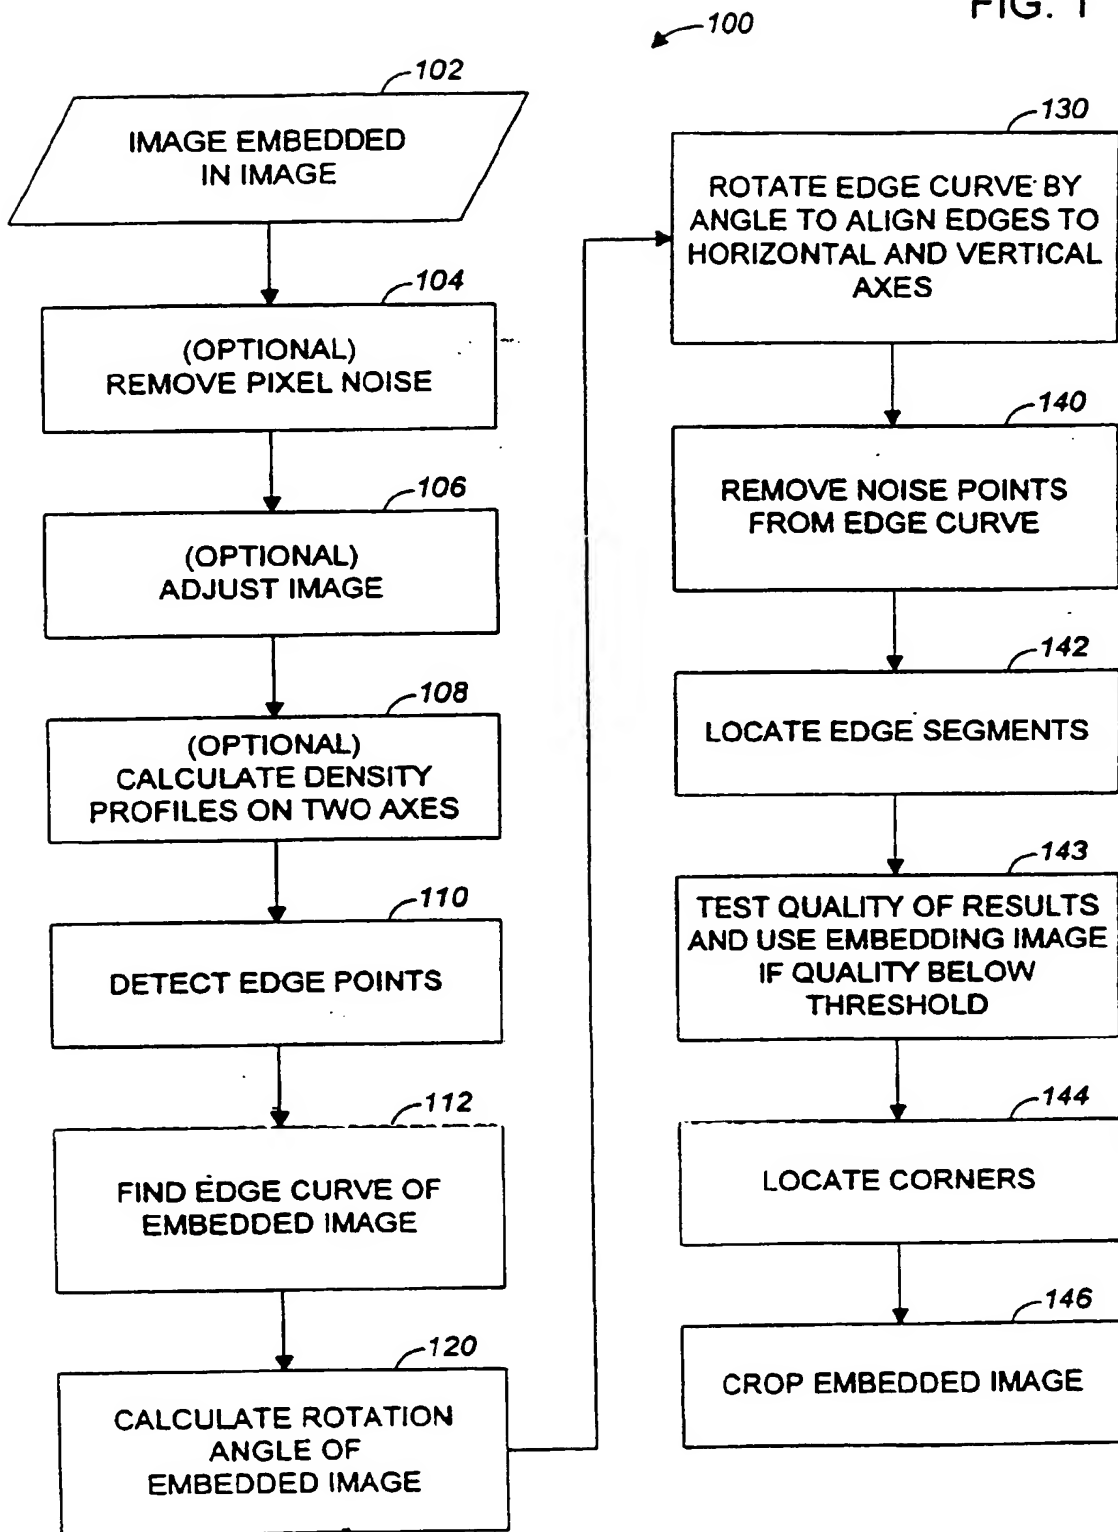 FIG. 1
100
102
IMAGE EMBEDDED
IN IMAGE
104
(OPTIONAL)
REMOVE PIXEL NOISE
106
(OPTIONAL)
ADJUST IMAGE
108
(OPTIONAL)
CALCULATE DENSITY
PROFILES ON TWO AXES
110
DETECT EDGE POINTS
112
FIND EDGE CURVE OF
EMBEDDED IMAGE
120
CALCULATE ROTATION
ANGLE OF
EMBEDDED IMAGE
130
ROTATE EDGE CURVE BY
ANGLE TO ALIGN EDGES TO
HORIZONTAL AND VERTICAL
AXES
140
REMOVE NOISE POINTS
FROM EDGE CURVE
142
LOCATE EDGE SEGMENTS
143
TEST QUALITY OF RESULTS
AND USE EMBEDDING IMAGE
IF QUALITY BELOW
THRESHOLD
144
LOCATE CORNERS
146
CROP EMBEDDED IMAGE